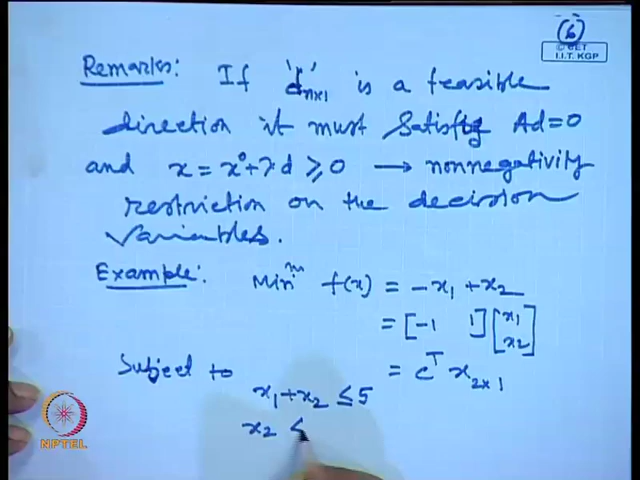 (6)
© CET
I.I.T. KGP
Remarks: If 'd'nx1 is a feasible
direction it must satisfy Ad=0
and x = x⁰+λd ≥ 0 → nonnegativity
restriction on the decision
variables.
Example: Minᵐ f(x) = -x₁ + x₂
= [-1 1] [x₁ x₂]
Subject to = cᵀ x₂ₓ₁
x₁+x₂ ≤ 5
x₂ ≤
NPTEL